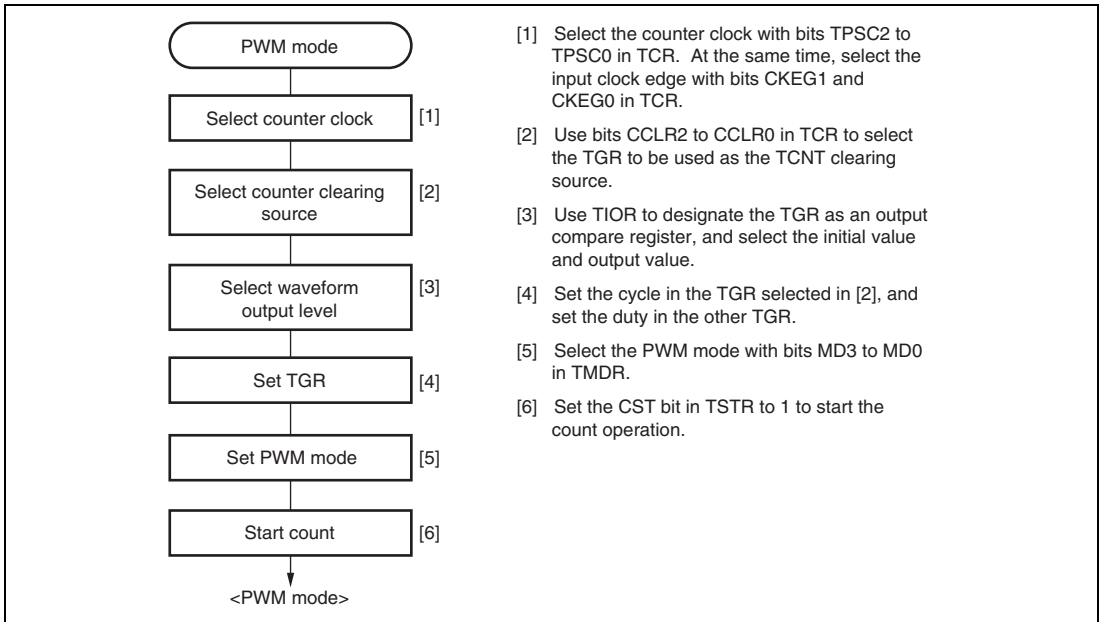 PWM mode
Select counter clock
[1]
Select counter clearing
source
[2]
Select waveform
output level
[3]
Set TGR
[4]
Set PWM mode
[5]
Start count
[6]
<PWM mode>
[1] Select the counter clock with bits TPSC2 to
TPSC0 in TCR. At the same time, select the
input clock edge with bits CKEG1 and
CKEG0 in TCR.
[2] Use bits CCLR2 to CCLR0 in TCR to select
the TGR to be used as the TCNT clearing
source.
[3] Use TIOR to designate the TGR as an output
compare register, and select the initial value
and output value.
[4] Set the cycle in the TGR selected in [2], and
set the duty in the other TGR.
[5] Select the PWM mode with bits MD3 to MD0
in TMDR.
[6] Set the CST bit in TSTR to 1 to start the
count operation.